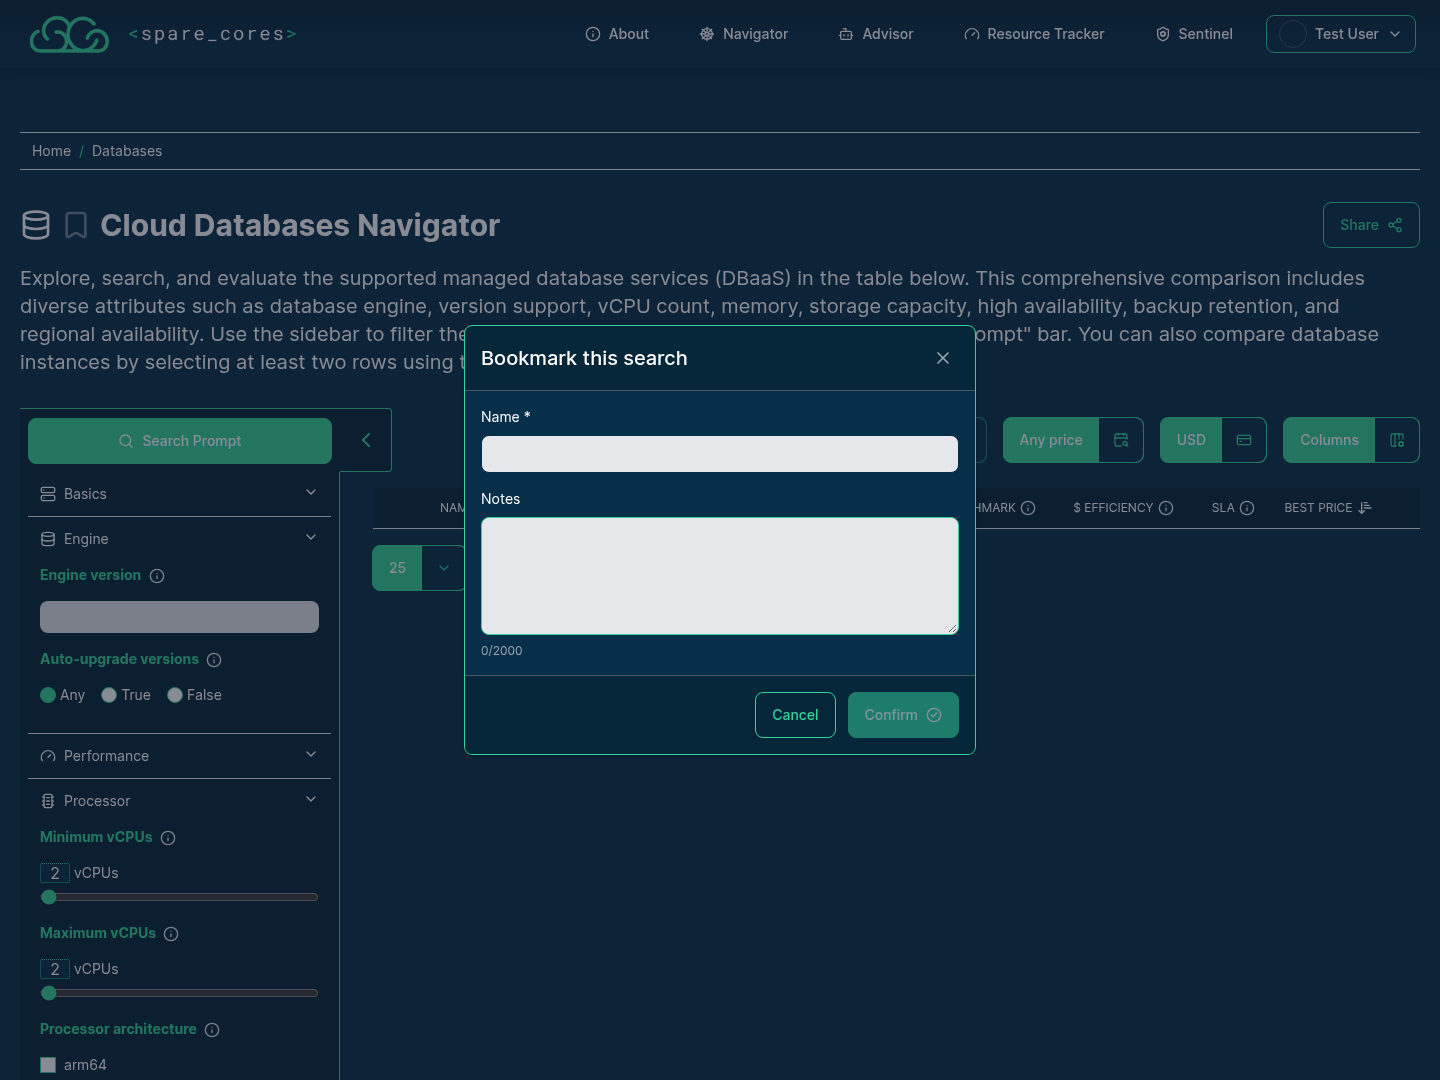 <spare_cores>
About
Navigator
Advisor
Resource Tracker
Sentinel
Test User
Home / Databases
Cloud Databases Navigator
Share
Explore, search, and evaluate the supported managed database services (DBaaS) in the table below. This comprehensive comparison includes
diverse attributes such as database engine, version support, vCPU count, memory, storage capacity, high availability, backup retention, and
regional availability. Use the sidebar to filter the ompt" bar. You can also compare database
instances by selecting at least two rows using t
Bookmark this search
Name *
Notes
0/2000
Cancel
Confirm
Search Prompt
Any price
USD
Columns
Basics
Engine
Engine version
Auto-upgrade versions
Any True False
Performance
Processor
Minimum vCPUs
2 vCPUs
Maximum vCPUs
2 vCPUs
Processor architecture
arm64
NAM HMARK $ EFFICIENCY SLA BEST PRICE
25